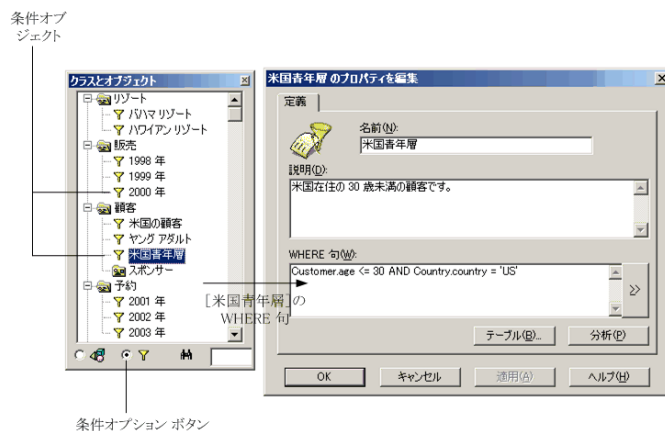 条件オブ
ジェクト
クラスとオブジェクト
リゾート
バハマ リゾート
ハワイアン リゾート
販売
1998 年
1999 年
2000 年
顧客
米国の顧客
ヤング アダルト
米国青年層
スポンサー
予約
2001 年
2002 年
2003 年
条件オプション ボタン
[米国青年層]の
WHERE 句
米国青年層 のプロパティを編集
定義
名前(N):
米国青年層
説明(D):
米国在住の 30 歳未満の顧客です。
WHERE 句(W):
Customer.age <= 30 AND Country.country = 'US'
>>
テーブル(B)...
分析(P)
OK
キャンセル
適用(A)
ヘルプ(H)